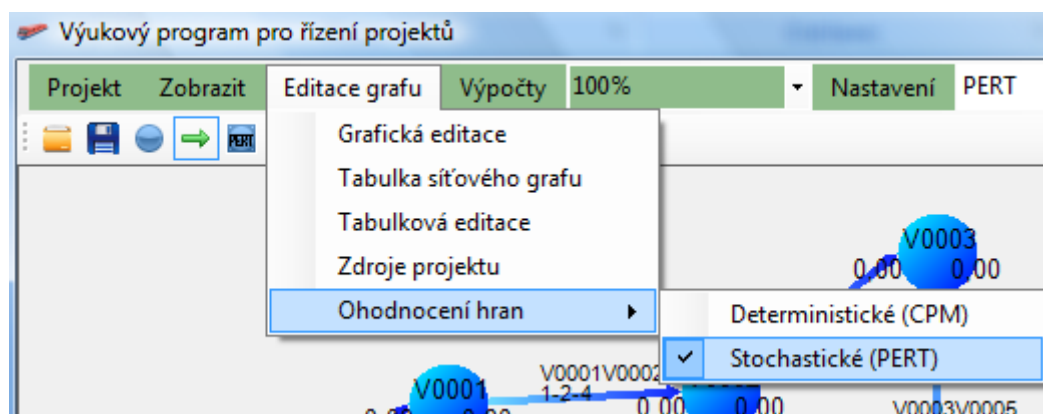 Výukový program pro řízení projektů
Projekt Zobrazit Editace grafu Výpočty 100% Nastavení PERT
PERT
Grafická editace
Tabulka síťového grafu
Tabulková editace
Zdroje projektu
Ohodnocení hran
V0003
0,00 0,00
Deterministické (CPM)
Stochastické (PERT)
V0001
V0001V0002
1-2-4
0,00 0,00
V0003V0005